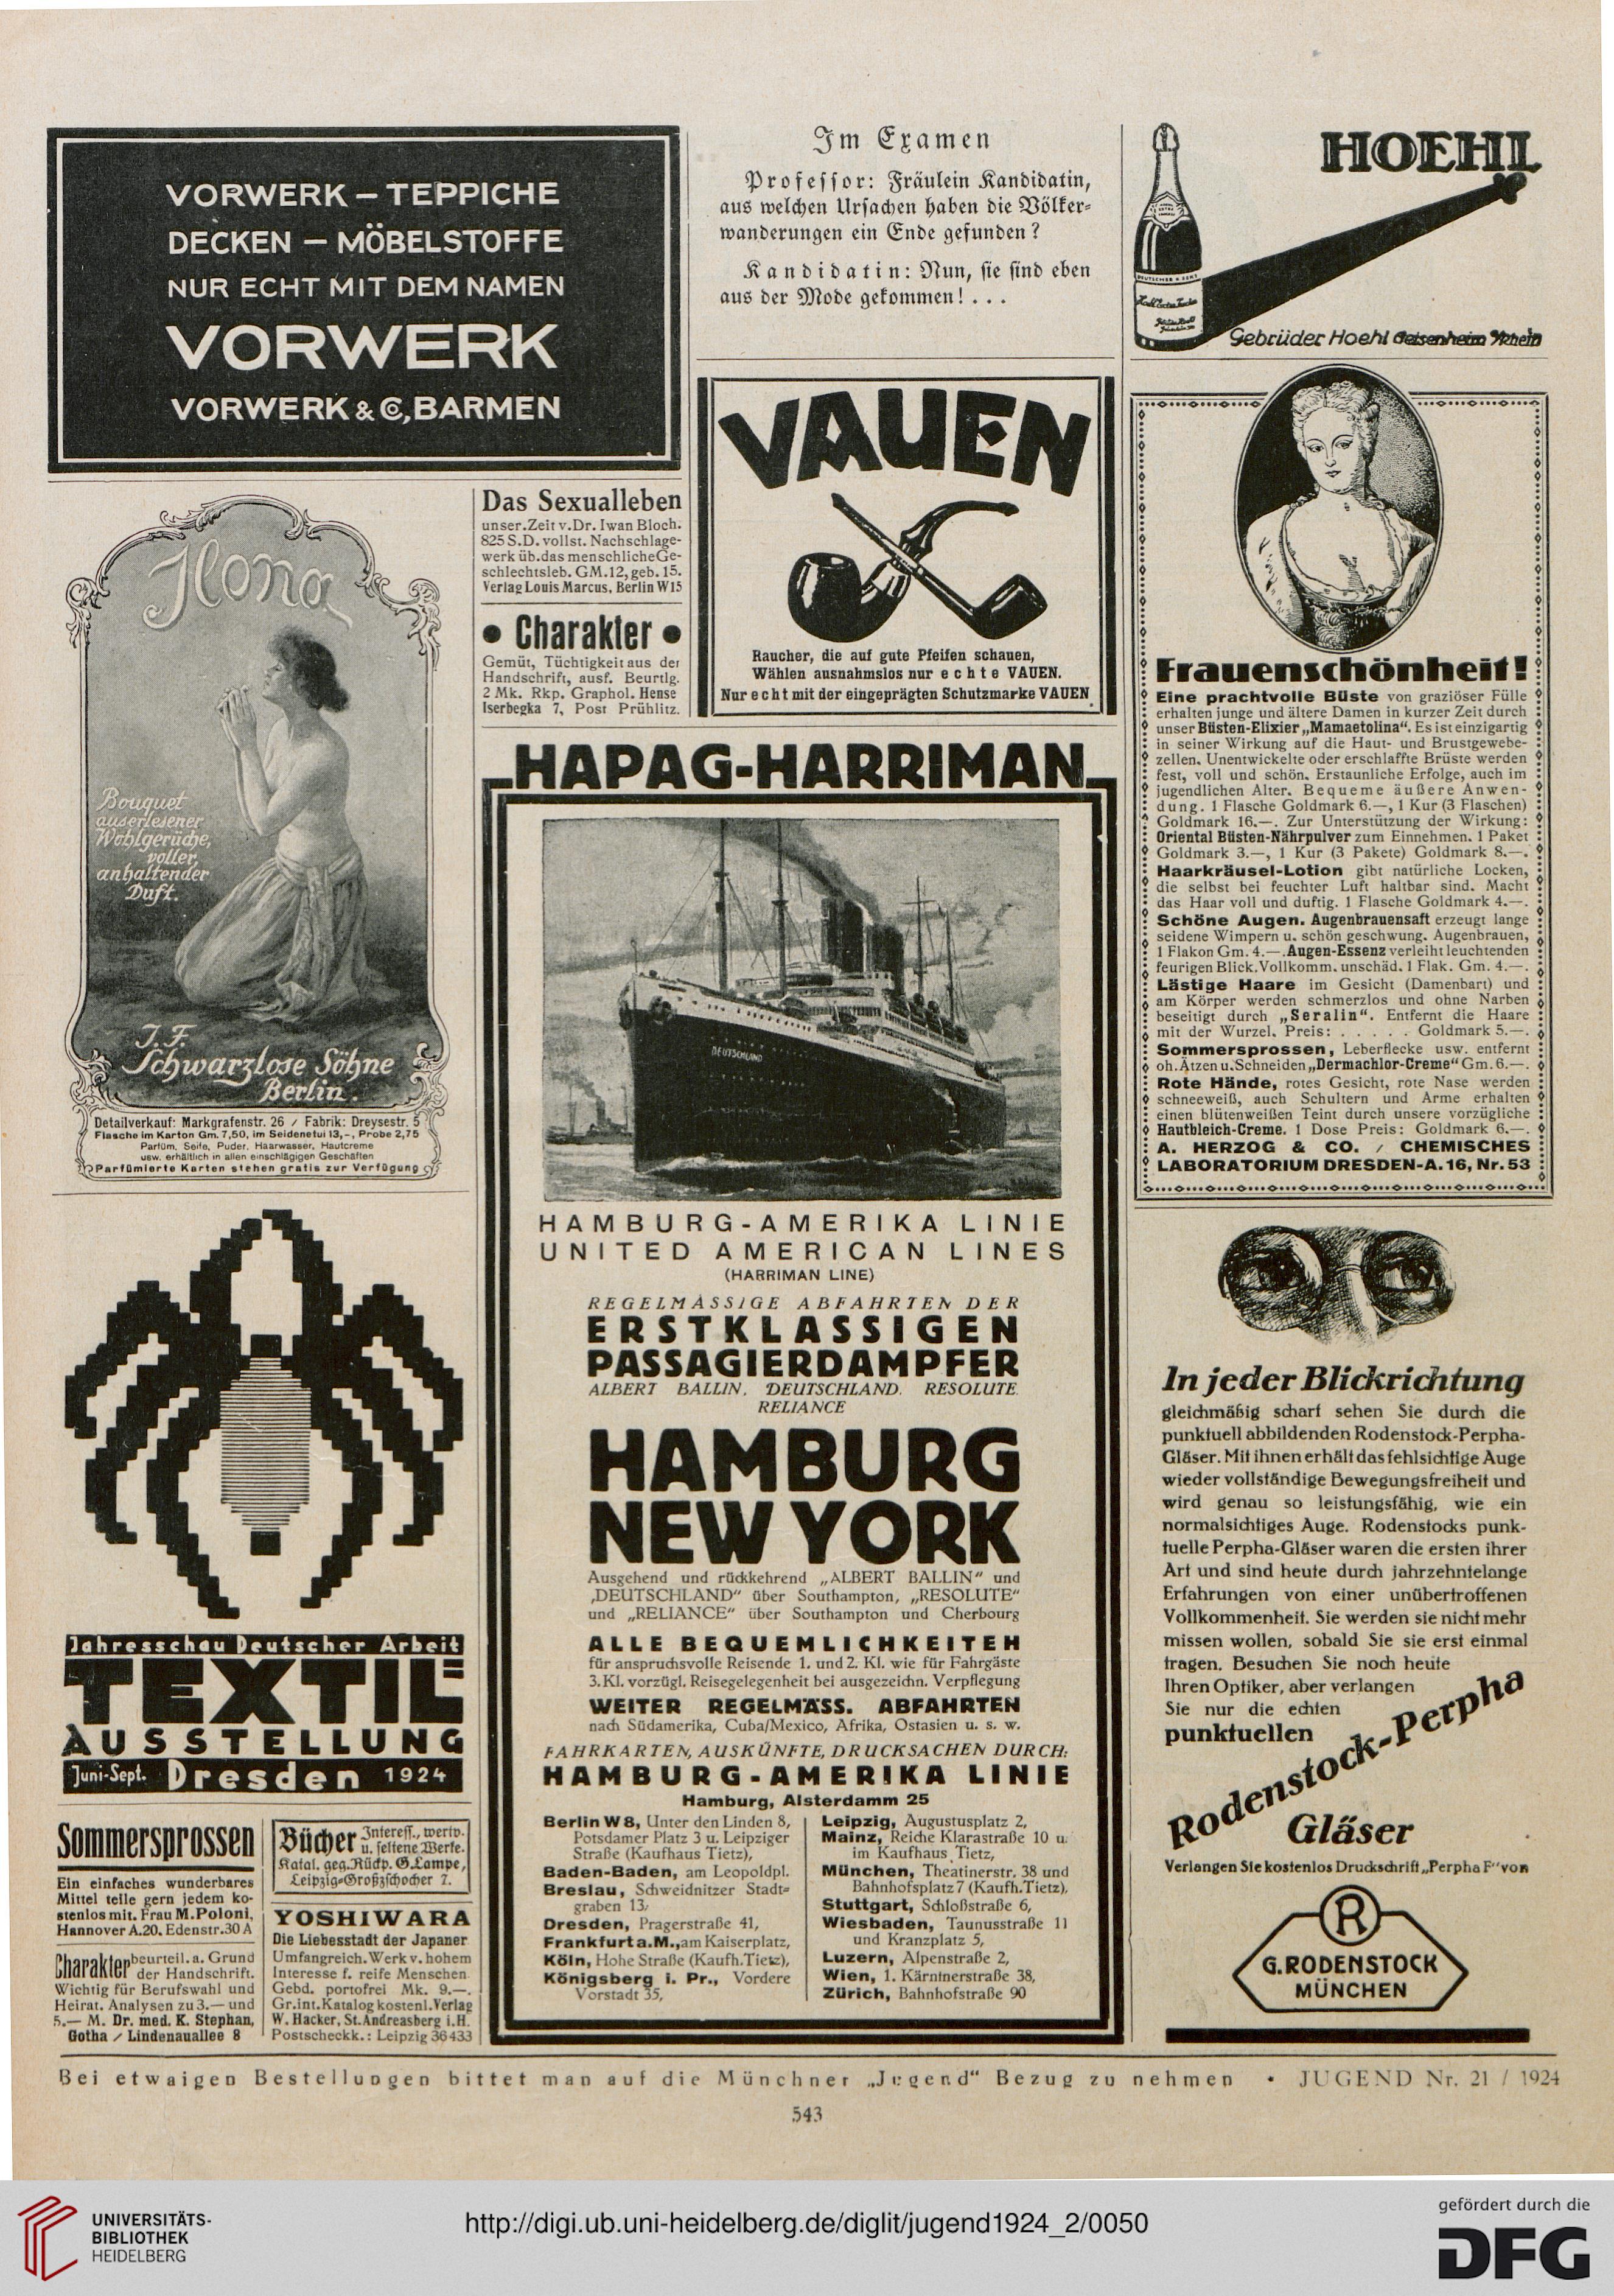 VORWERK – TEPPICHE
DECKEN – MÖBELSTOFFE
NUR ECHT MIT DEM NAMEN
VORWERK
VORWERK & Co, BARMEN
Im Examen
Professor: Fräulein Kandidatin,
aus welchen Ursachen haben die Völker-
wanderungen ein Ende gefunden?
Kandidatin: Nun, sie sind eben
aus der Mode gekommen! . . .
HOEHL
DEUTSCHER SEKT
Gebrüder Hoehl Geisenheim Rhein
Ilona
Bouquet
auserlesener
Wohlgerüche,
voller,
anhaltender
Duft.
J. F.
Schwarzlose Söhne
Berlin.
Detailverkauf: Markgrafenstr. 26 / Fabrik: Dreysestr. 5
Flasche im Karton Gm. 7,50, im Seidenetui 13,-, Probe 2,75
Parfüm, Seife, Puder, Haarwasser, Hautcreme
usw. erhältlich in allen einschlägigen Geschäften
Parfümierte Karten stehen gratis zur Verfügung
Das Sexualleben
unser. Zeit v. Dr. Iwan Bloch.
825 S. D. vollst. Nachschlage-
werk üb. das menschliche Ge-
schlechtsleb. GM. 12, geb. 15.
Verlag Louis Marcus, Berlin W15
• Charakter •
Gemüt, Tüchtigkeit aus der
Handschrift, ausf. Beurtlg.
2 Mk. Rkp. Graphol. Hense
Iserbegka 7, Post Prühlitz.
VAUEN
Raucher, die auf gute Pfeifen schauen,
Wählen ausnahmslos nur echte VAUEN.
Nur echt mit der eingeprägten Schutzmarke VAUEN
Frauenschönheit!
Eine prachtvolle Büste von graziöser Fülle
erhalten junge und ältere Damen in kurzer Zeit durch
unser Büsten-Elixier „Mamaetolina“. Es ist einzigartig
in seiner Wirkung auf die Haut- und Brustgewebe-
zellen. Unentwickelte oder erschlaffte Brüste werden
fest, voll und schön. Erstaunliche Erfolge, auch im
jugendlichen Alter. Bequeme äußere Anwen-
dung. 1 Flasche Goldmark 6.—, 1 Kur (3 Flaschen)
Goldmark 16.—. Zur Unterstützung der Wirkung:
Oriental Büsten-Nährpulver zum Einnehmen. 1 Paket
Goldmark 3.—, 1 Kur (3 Pakete) Goldmark 8.—.
Haarkräusel-Lotion gibt natürliche Locken,
die selbst bei feuchter Luft haltbar sind. Macht
das Haar voll und duftig. 1 Flasche Goldmark 4.—.
Schöne Augen. Augenbrauensaft erzeugt lange
seidene Wimpern u. schön geschwung. Augenbrauen,
1 Flakon Gm. 4.—. Augen-Essenz verleiht leuchtenden
feurigen Blick. Vollkomm. unschäd. 1 Flak. Gm. 4.—.
Lästige Haare im Gesicht (Damenbart) und
am Körper werden schmerzlos und ohne Narben
beseitigt durch „Seralin“. Entfernt die Haare
mit der Wurzel. Preis: . . . . . Goldmark 5.—.
Sommersprossen, Leberflecke usw. entfernt
oh. Ätzen u. Schneiden „Dermachlor-Creme“ Gm. 6.—.
Rote Hände, rotes Gesicht, rote Nase werden
schneeweiß, auch Schultern und Arme erhalten
einen blütenweißen Teint durch unsere vorzügliche
Hautbleich-Creme. 1 Dose Preis: Goldmark 6.—.
A. HERZOG & CO. / CHEMISCHES
LABORATORIUM DRESDEN-A. 16, Nr. 53
HAPAG-HARRIMAN
DEUTSCHLAND
HAMBURG-AMERIKA LINIE
UNITED AMERICAN LINES
(HARRIMAN LINE)
REGELMÄSSIGE ABFAHRTEN DER
ERSTKLASSIGEN
PASSAGIERDAMPFER
ALBERT BALLIN, DEUTSCHLAND, RESOLUTE
RELIANCE
HAMBURG
NEW YORK
Ausgehend und rückkehrend „ALBERT BALLIN“ und
„DEUTSCHLAND“ über Southampton, „RESOLUTE“
und „RELIANCE“ über Southampton und Cherbourg
ALLE BEQUEMLICHKEITEH
für anspruchsvolle Reisende 1. und 2. Kl. wie für Fahrgäste
3. Kl. vorzügl. Reisegelegenheit bei ausgezeichn. Verpflegung
WEITER REGELMÄSS. ABFAHRTEN
nach Südamerika, Cuba/Mexico, Afrika, Ostasien u. s. w.
FAHRKARTEN, AUSKÜNFTE, DRUCKSACHEN DURCH:
HAMBURG-AMERIKA LINIE
Hamburg, Alsterdamm 25
Berlin W 8, Unter den Linden 8,
Potsdamer Platz 3 u. Leipziger
Straße (Kaufhaus Tietz),
Baden-Baden, am Leopoldpl.
Breslau, Schweidnitzer Stadt-
graben 13,
Dresden, Pragerstraße 41,
Frankfurt a. M., am Kaiserplatz,
Köln, Hohe Straße (Kaufh. Tietz),
Königsberg i. Pr., Vordere
Vorstadt 35,
Leipzig, Augustusplatz 2,
Mainz, Reiche Klarastraße 10 u.
im Kaufhaus Tietz,
München, Theatinerstr. 38 und
Bahnhofsplatz 7 (Kaufh. Tietz),
Stuttgart, Schloßstraße 6,
Wiesbaden, Taunusstraße 11
und Kranzplatz 5,
Luzern, Alpenstraße 2,
Wien, 1. Kärntnerstraße 38,
Zürich, Bahnhofstraße 90
Jahresschau Deutscher Arbeit
TEXTIL
AUSSTELLUNG
Juni-Sept. Dresden 1924
Sommersprossen
Ein einfaches wunderbares
Mittel teile gern jedem ko-
stenlos mit. Frau M. Poloni,
Hannover A. 20. Edenstr. 30 A
Charakterbeurteil. a. Grund
der Handschrift.
Wichtig für Berufswahl und
Heirat. Analysen zu 3.— und
5.— M. Dr. med. K. Stephan,
Gotha / Lindenauallee 8
Bücher Interess., wertv.
u. seltene Werke.
Katal. geg. Rückp. G. Lampe,
Leipzig-Großzschocher 7.
YOSHIWARA
Die Liebesstadt der Japaner
Umfangreich. Werk v. hohem
Interesse f. reife Menschen.
Gebd. portofrei Mk. 9.—.
Gr. int. Katalog kostenl. Verlag
W. Hacker, St. Andreasberg i. H.
Postscheckk.: Leipzig 36433
In jeder Blickrichtung
gleichmäßig scharf sehen Sie durch die
punktuell abbildenden Rodenstock-Perpha-
Gläser. Mit ihnen erhält das fehlsichtige Auge
wieder vollständige Bewegungsfreiheit und
wird genau so leistungsfähig, wie ein
normalsichtiges Auge. Rodenstocks punk-
tuelle Perpha-Gläser waren die ersten ihrer
Art und sind heute durch jahrzehntelange
Erfahrungen von einer unübertroffenen
Vollkommenheit. Sie werden sie nicht mehr
missen wollen, sobald Sie sie erst einmal
tragen. Besuchen Sie noch heute
Ihren Optiker, aber verlangen
Sie nur die echten
punktuellen
Rodenstock-Perpha
Gläser
Verlangen Sie kostenlos Druckschrift „Perpha F“ von
R
G. RODENSTOCK
MÜNCHEN
Bei etwaigen Bestellungen bittet man auf die Münchner „Jugend“ Bezug zu nehmen • JUGEND Nr. 21 / 1924
543
UNIVERSITÄTS-
BIBLIOTHEK
HEIDELBERG
http://digi.ub.uni-heidelberg.de/diglit/jugend1924_2/0050
gefördert durch die
DFG